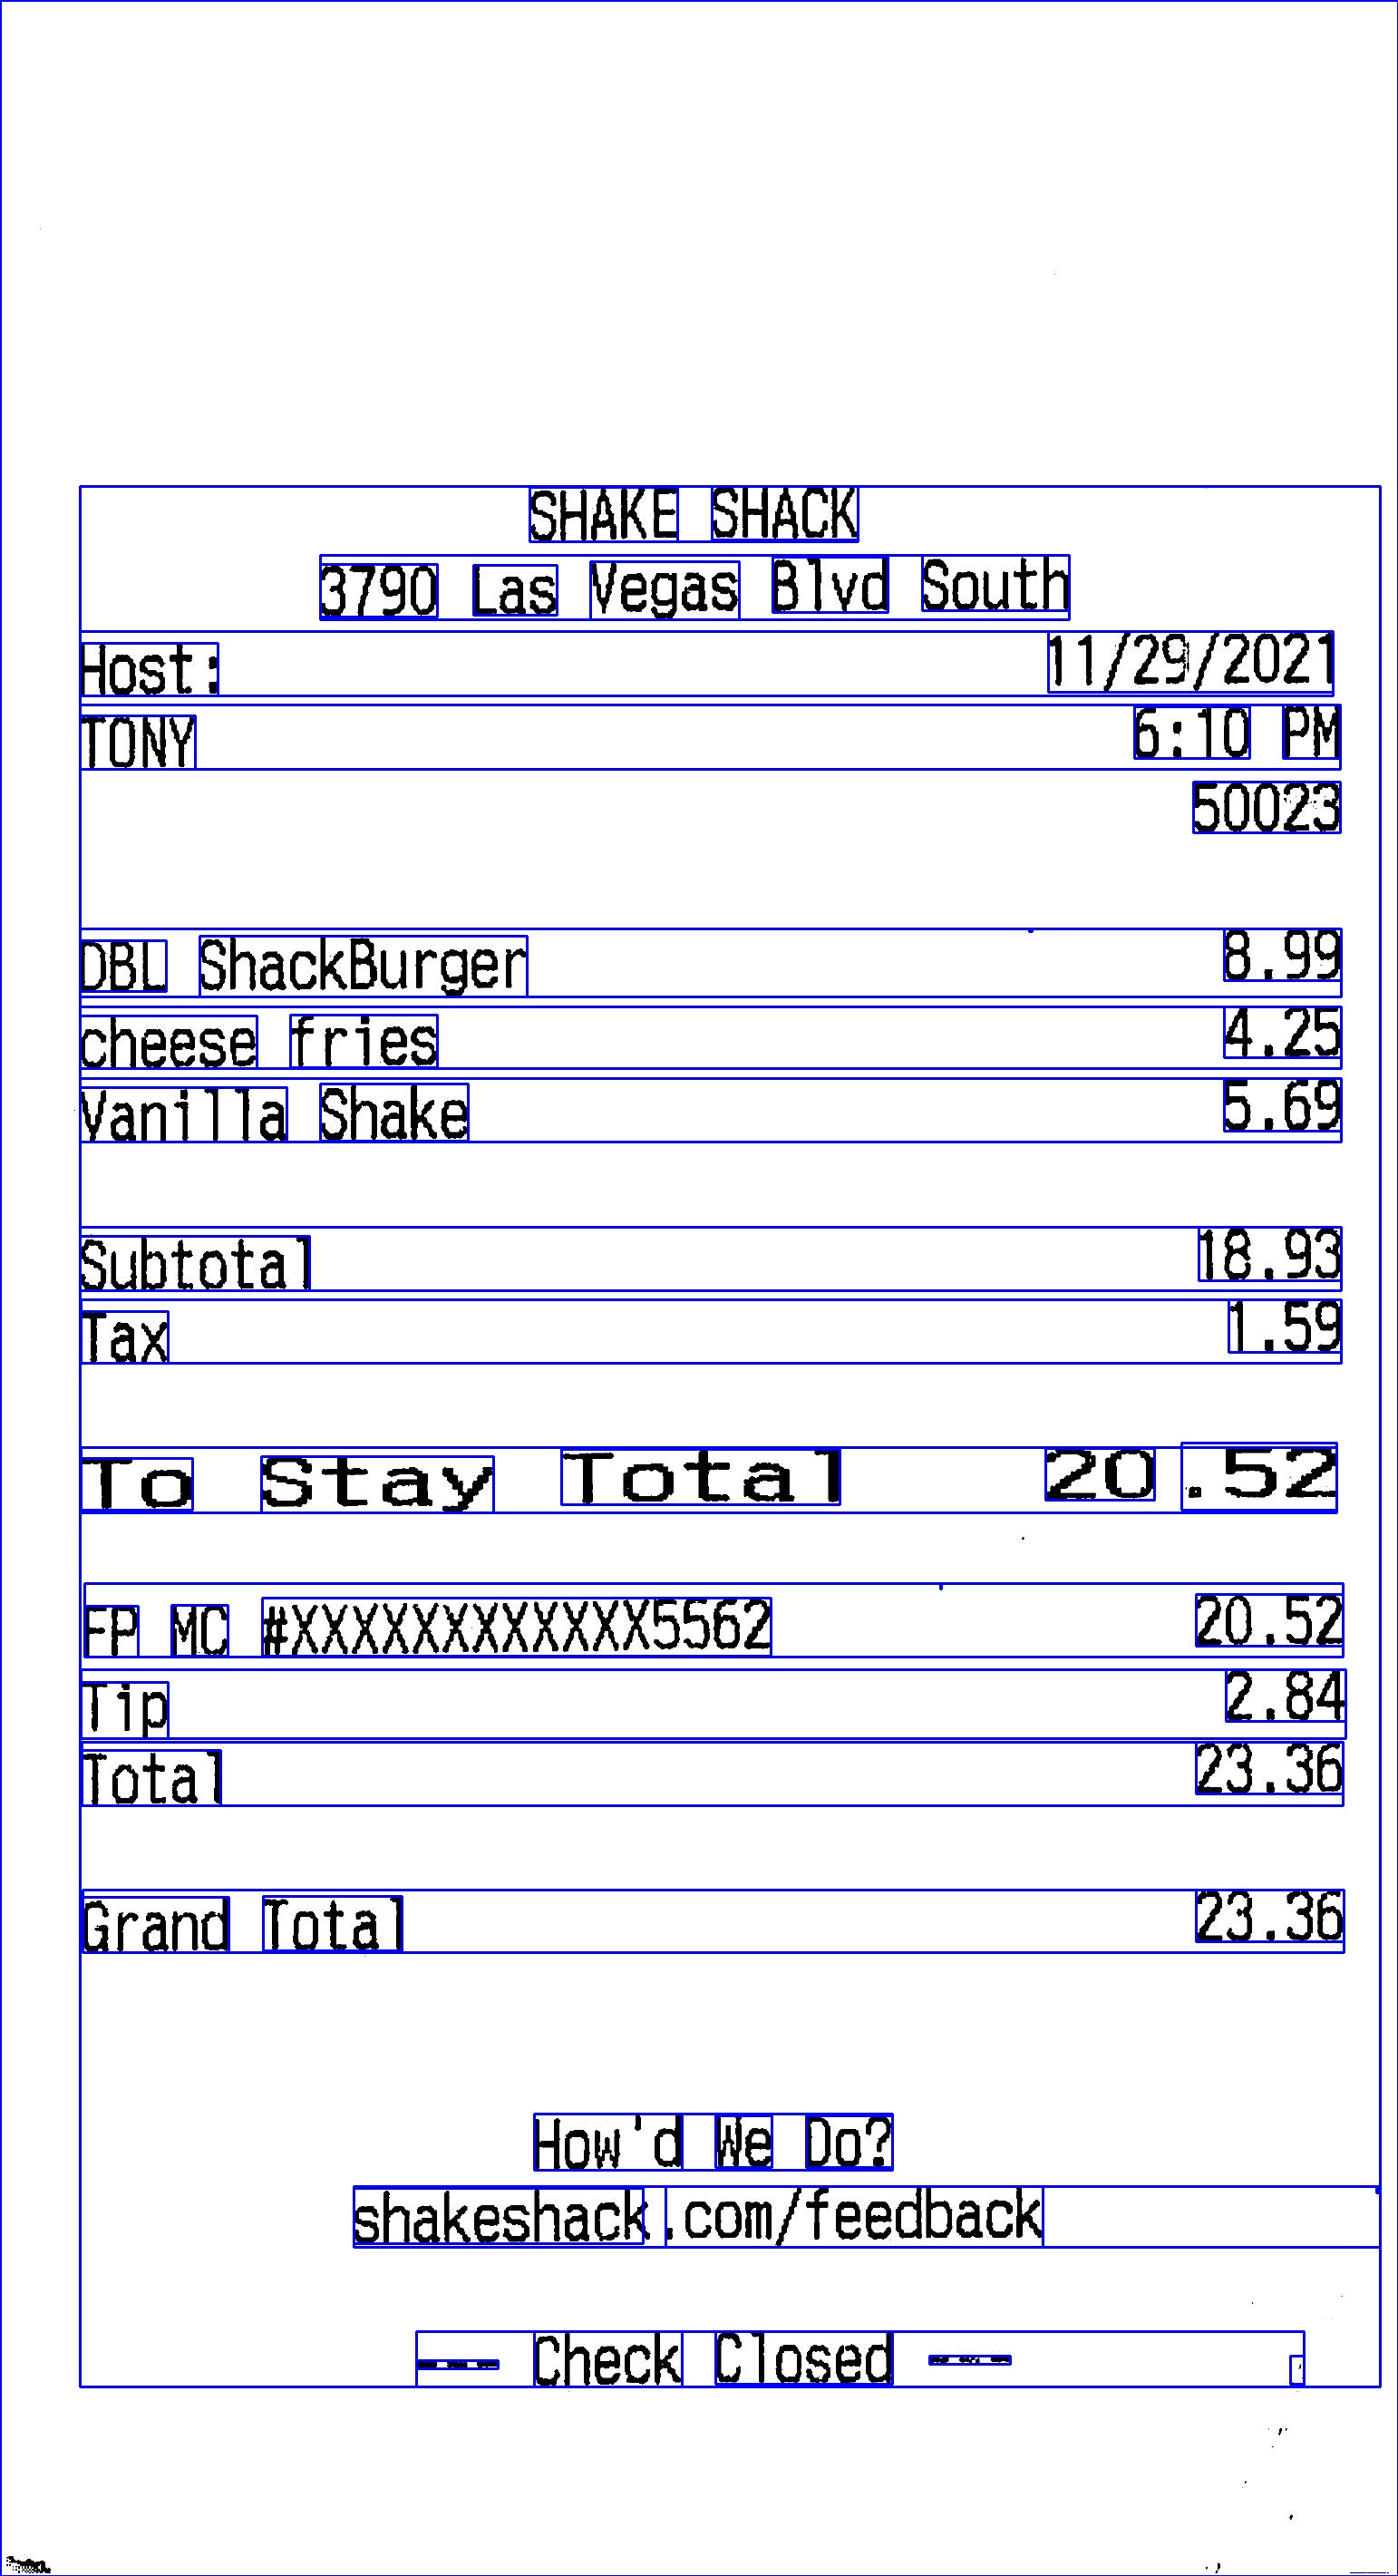 SHAKE SHACK
3790 Las Vegas Blvd South
Host: 11/29/2021
TONY 6:10 PM
50023
DBL ShackBurger 8.99
cheese fries 4.25
Vanilla Shake 5.69
Subtotal 18.93
Tax 1.59
To Stay Total 20.52
FP MC #XXXXXXXXXXXX5562 20.52
Tip 2.84
Total 23.36
Grand Total 23.36
How'd We Do?
shakeshack.com/feedback
--- Check Closed ---